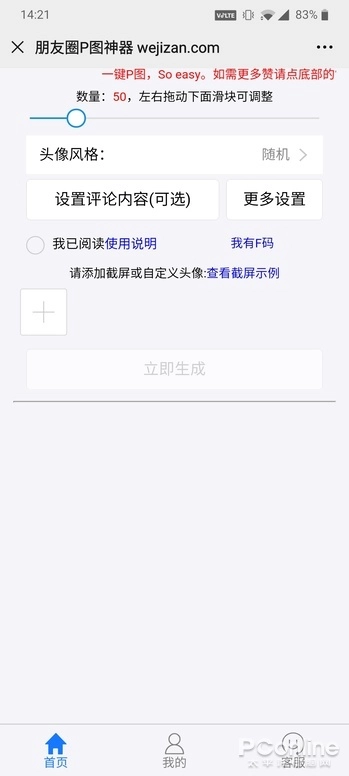 14:21
VoLTE
83%
朋友圈P图神器 wejizan.com
一键P图，So easy。如需更多赞请点底部的
数量：50，左右拖动下面滑块可调整
头像风格：
随机
设置评论内容(可选)
更多设置
我已阅读使用说明
我有F码
请添加截屏或自定义头像:查看截屏示例
立即生成
首页
我的
客服
PConline